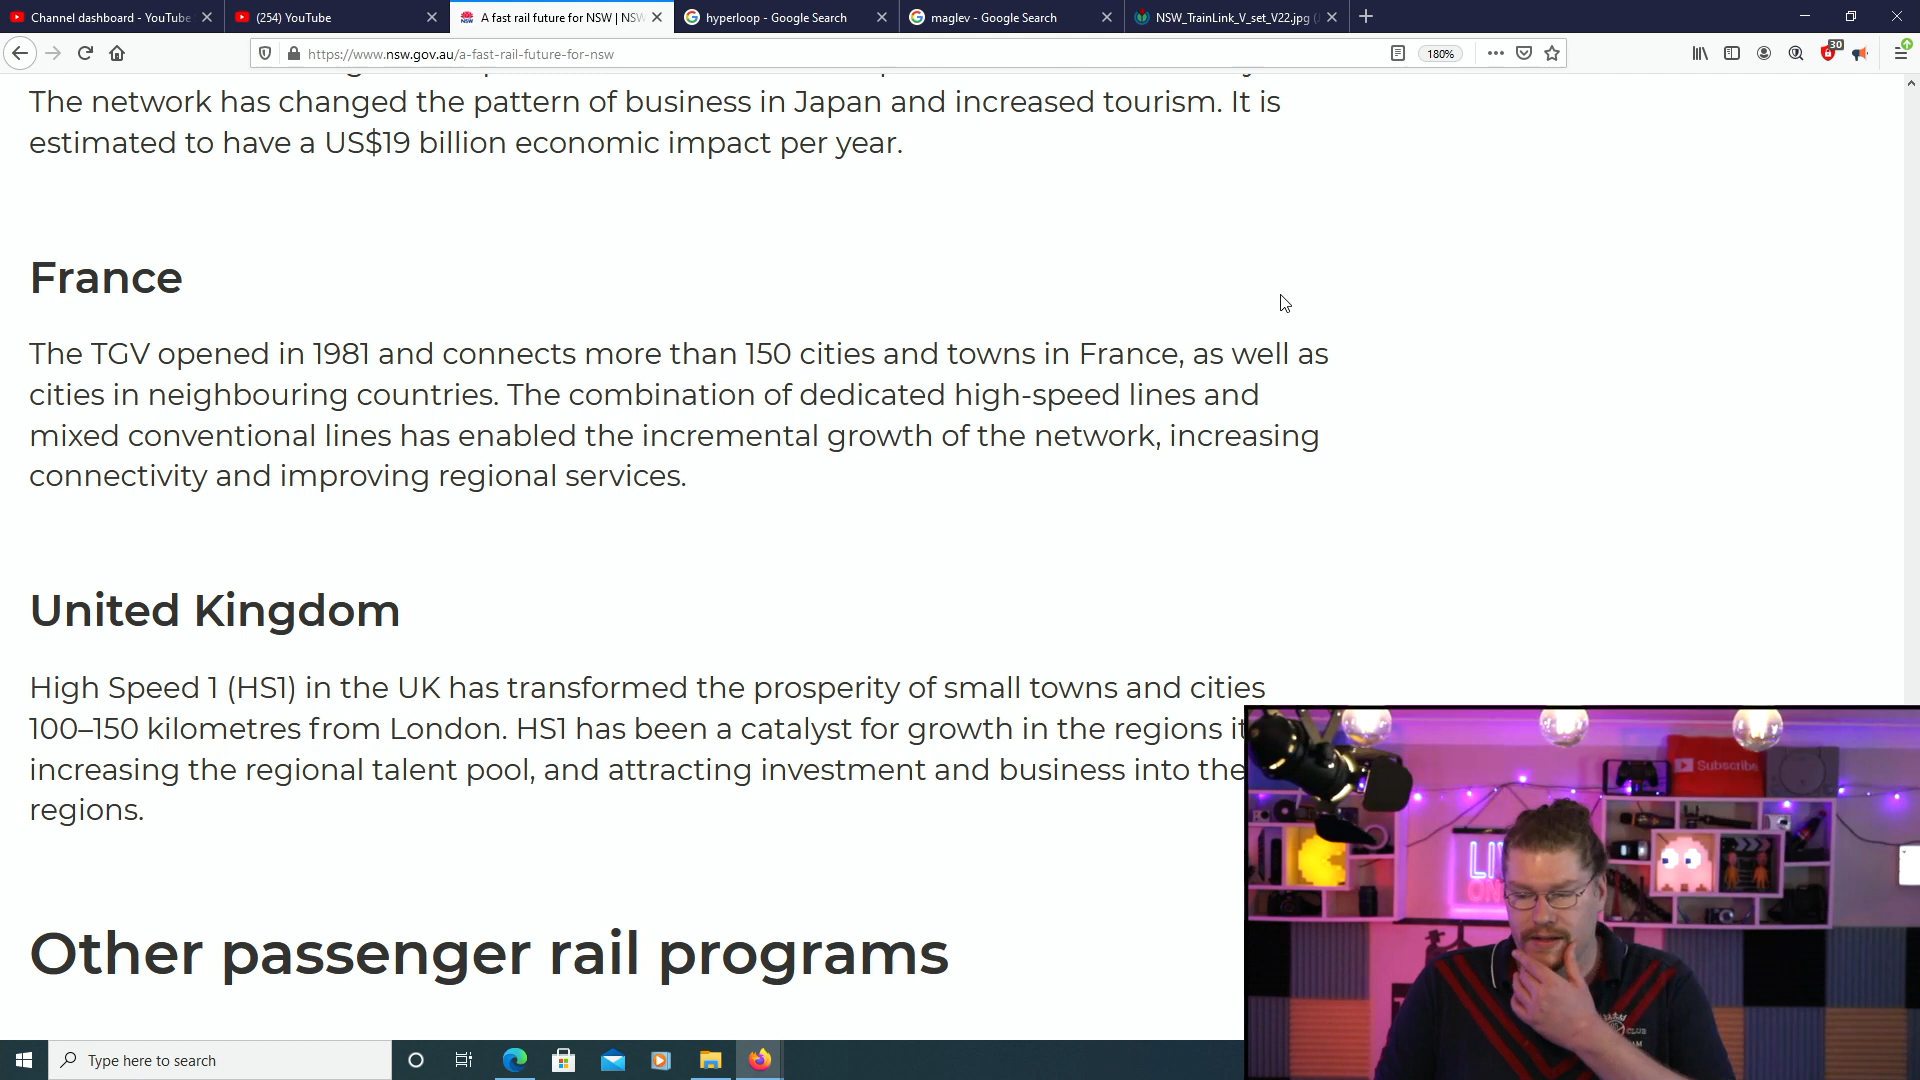 Channel dashboard - YouTube
(254) YouTube
A fast rail future for NSW | NSW
hyperloop - Google Search
maglev - Google Search
NSW_TrainLink_V_set_V22.jpg (
https://www.nsw.gov.au/a-fast-rail-future-for-nsw
180%
30
The network has changed the pattern of business in Japan and increased tourism. It is
estimated to have a US$19 billion economic impact per year.
France
The TGV opened in 1981 and connects more than 150 cities and towns in France, as well as
cities in neighbouring countries. The combination of dedicated high-speed lines and
mixed conventional lines has enabled the incremental growth of the network, increasing
connectivity and improving regional services.
United Kingdom
High Speed 1 (HS1) in the UK has transformed the prosperity of small towns and cities
100–150 kilometres from London. HS1 has been a catalyst for growth in the regions it
increasing the regional talent pool, and attracting investment and business into the
regions.
Other passenger rail programs
Subscribe
LI
ON
CLUB
Type here to search